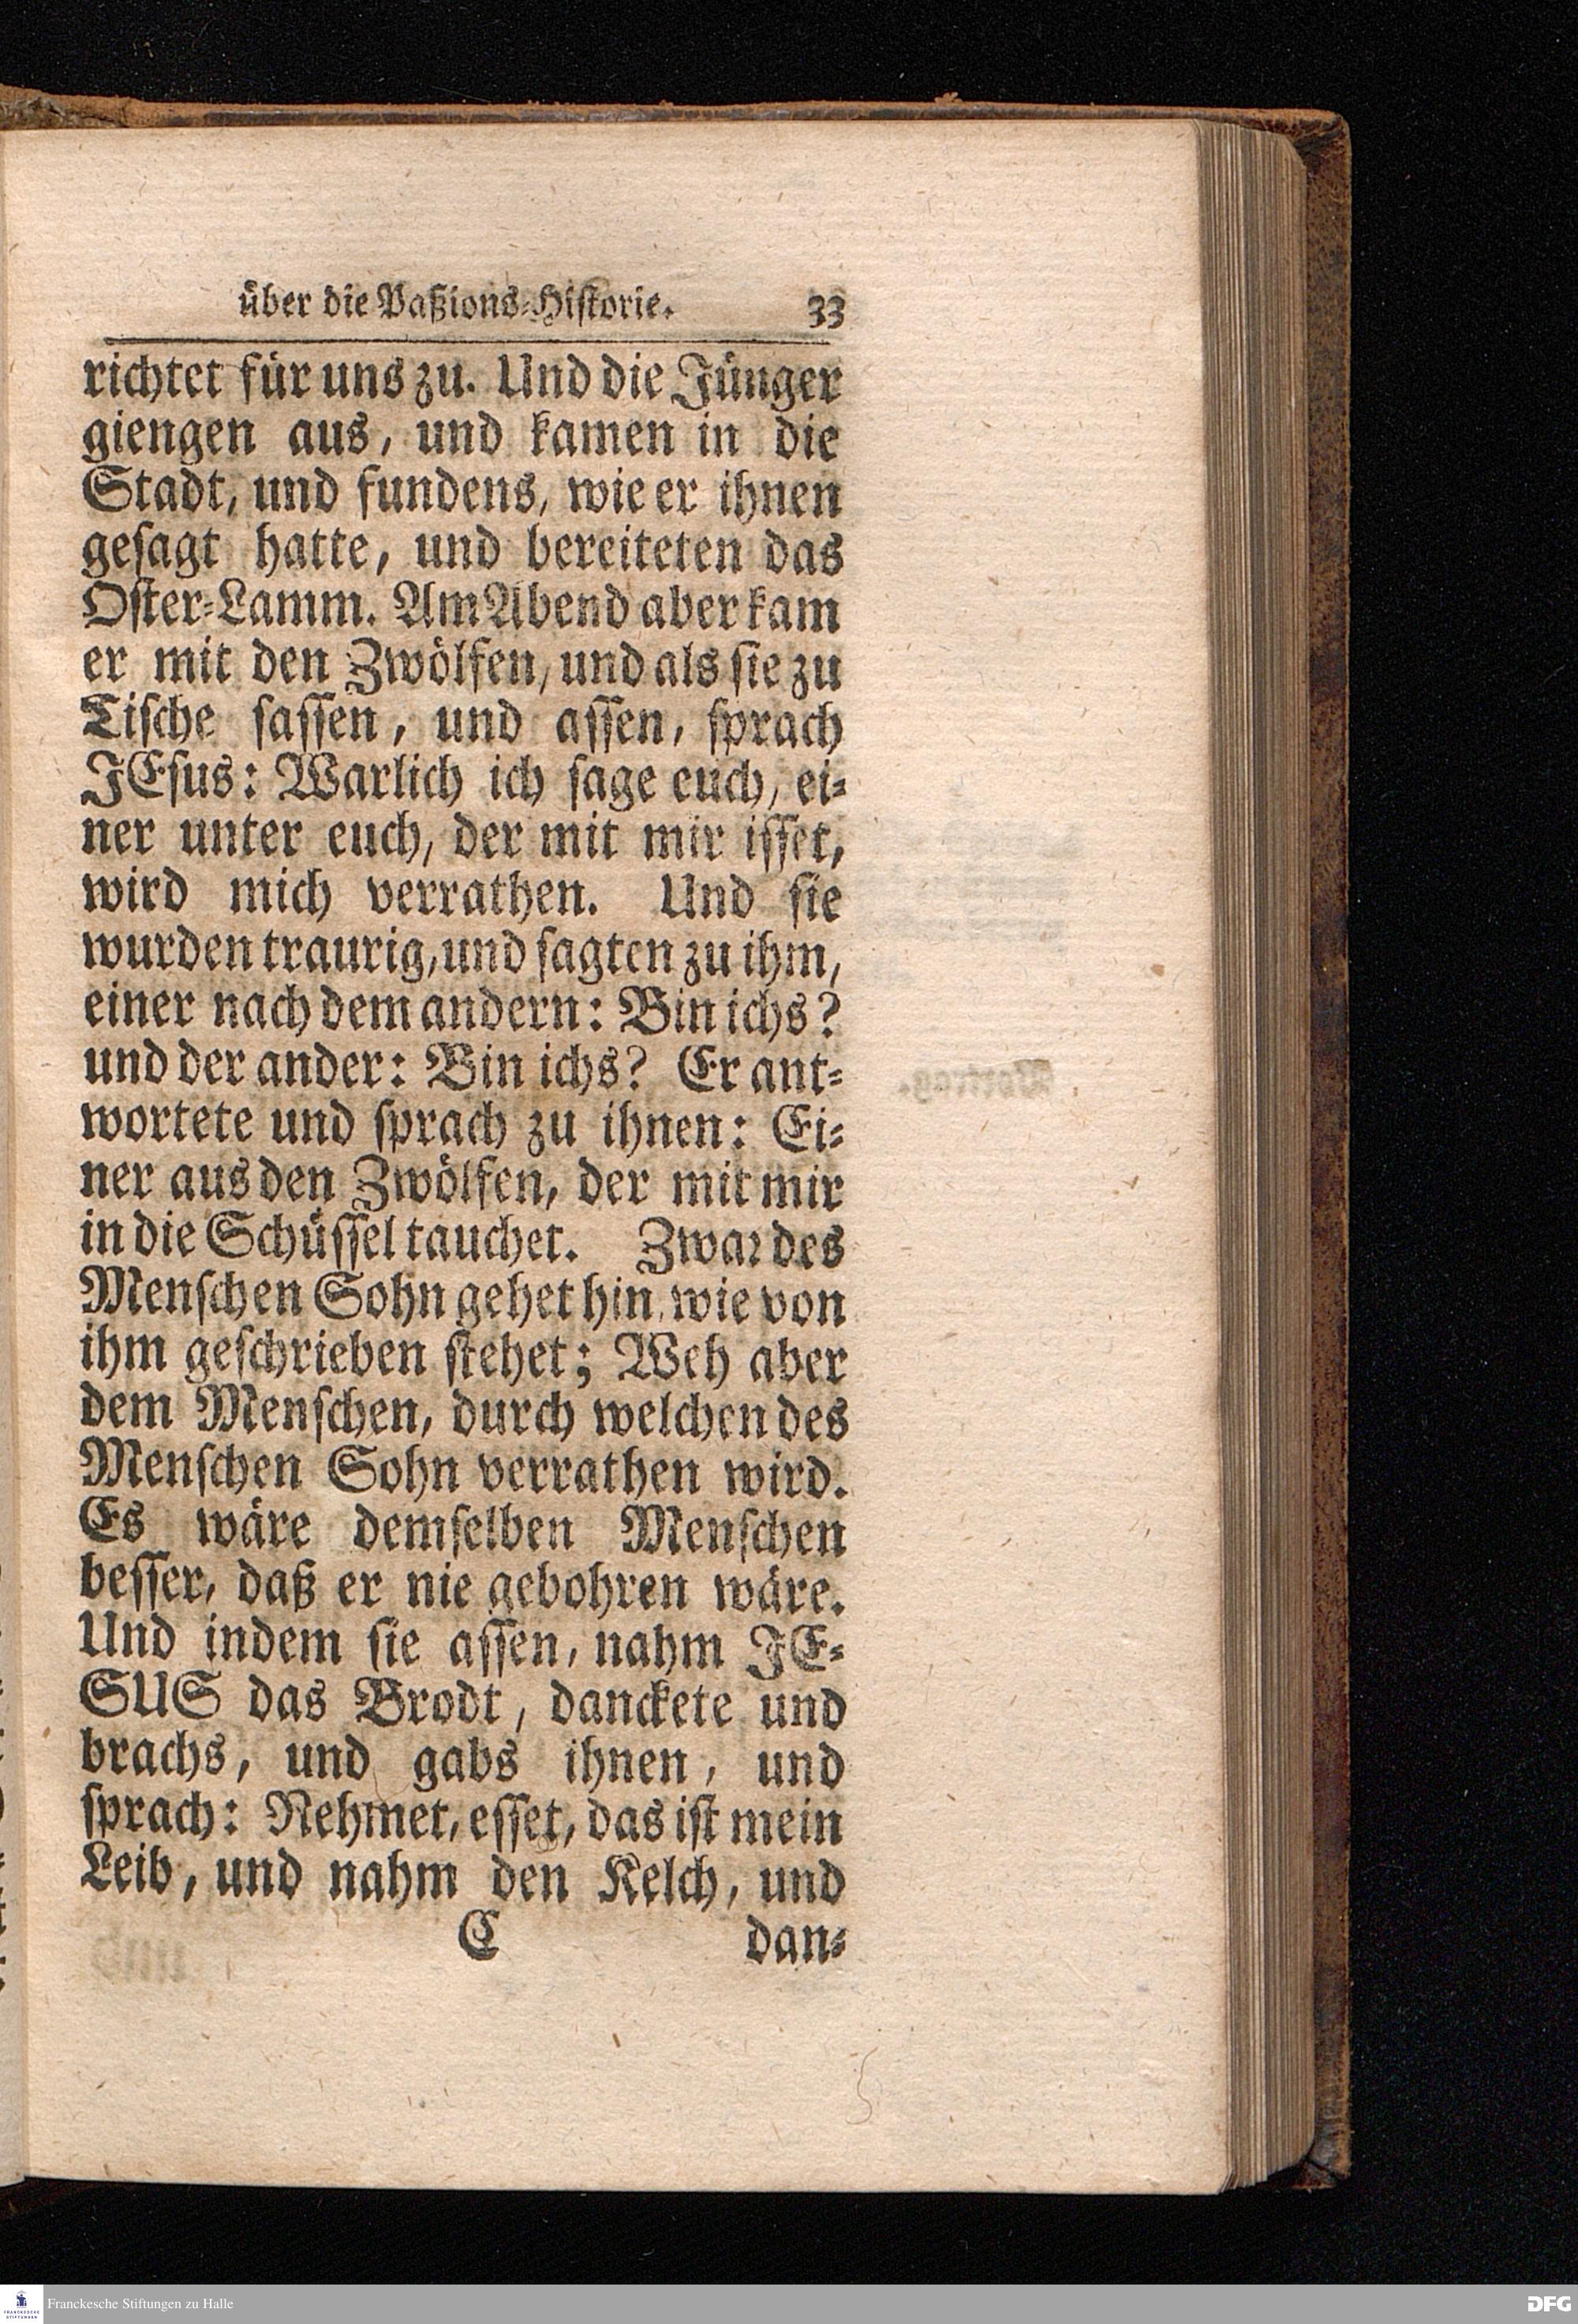 über die Paßions-Historie. 33
richtet für uns zu. Und die Jünger
giengen aus, und kamen in die
Stadt, und fundens, wie er ihnen
gesagt hatte, und bereiteten das
Oster-Lamm. Am Abend aber kam
er mit den Zwölfen, und als sie zu
Tische sassen, und assen, sprach
JEsus: Warlich ich sage euch, ei-
ner unter euch, der mit mir isset,
wird mich verrathen. Und sie
wurden traurig, und sagten zu ihm,
einer nach dem andern: Bin ichs?
und der ander: Bin ichs? Er ant-
wortete und sprach zu ihnen: Ei-
ner aus den Zwölfen, der mit mir
in die Schüssel tauchet. Zwar des
Menschen Sohn gehet hin, wie von
ihm geschrieben stehet; Weh aber
dem Menschen, durch welchen des
Menschen Sohn verrathen wird.
Es wäre demselben Menschen
besser, daß er nie gebohren wäre.
Und indem sie assen, nahm JE-
SUS das Brodt, danckete und
brachs, und gabs ihnen, und
sprach: Nehmet, esset, das ist mein
Leib, und nahm den Kelch, und
C dan-
FRANCKESCHE STIFTUNGEN
Franckesche Stiftungen zu Halle
DFG